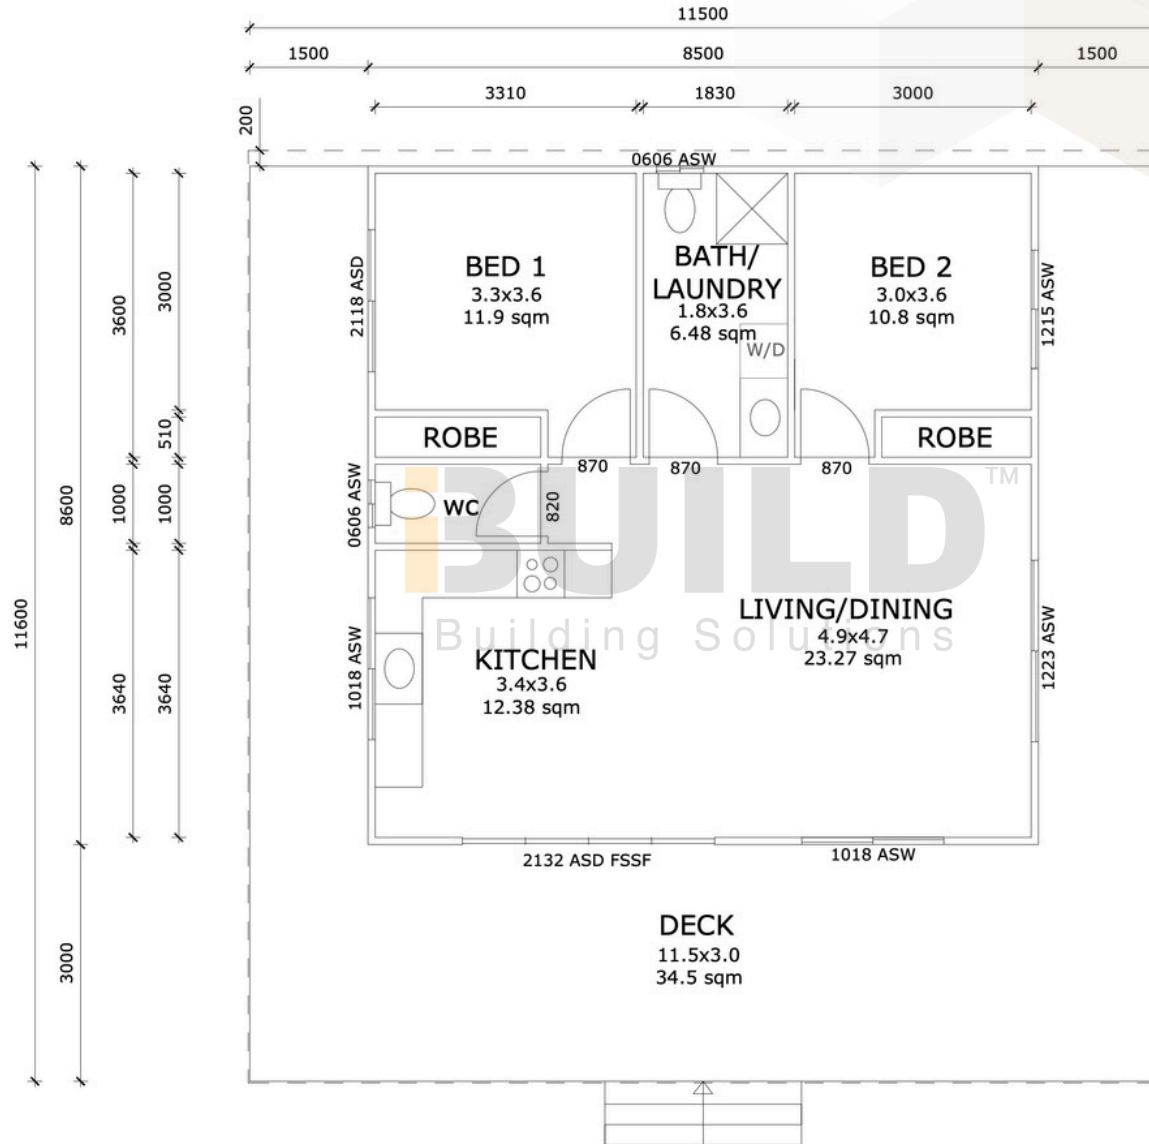 11500
1500
8500
1500
3310
1830
3000
200
0606 ASW
BED 1
3.3x3.6
11.9 sqm
BATH/
LAUNDRY
1.8x3.6
6.48 sqm
W/D
BED 2
3.0x3.6
10.8 sqm
2118 ASD
1215 ASW
3600
3000
510
ROBE
ROBE
870
870
870
8600
1000
1000
0606 ASW
WC
820
iBUILD™
Building Solutions
11600
LIVING/DINING
4.9x4.7
23.27 sqm
1223 ASW
KITCHEN
3.4x3.6
12.38 sqm
1018 ASW
3640
3640
2132 ASD FSSF
1018 ASW
DECK
11.5x3.0
34.5 sqm
3000